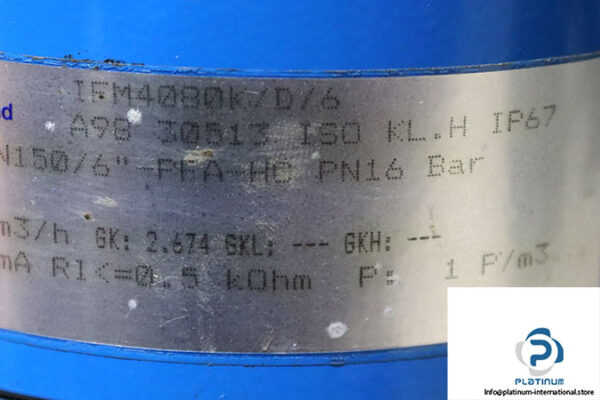 IFM4080K/D/6
nd
A98 30513 ISO KL.H IP67
N150/6"-PFA-HC PN16 Bar
m3/h GK: 2.674 GKL: --- GKH: ---
mA RI<=0.5 kOhm P: 1 P/m3
PLATINUM
Info@platinum-international.store